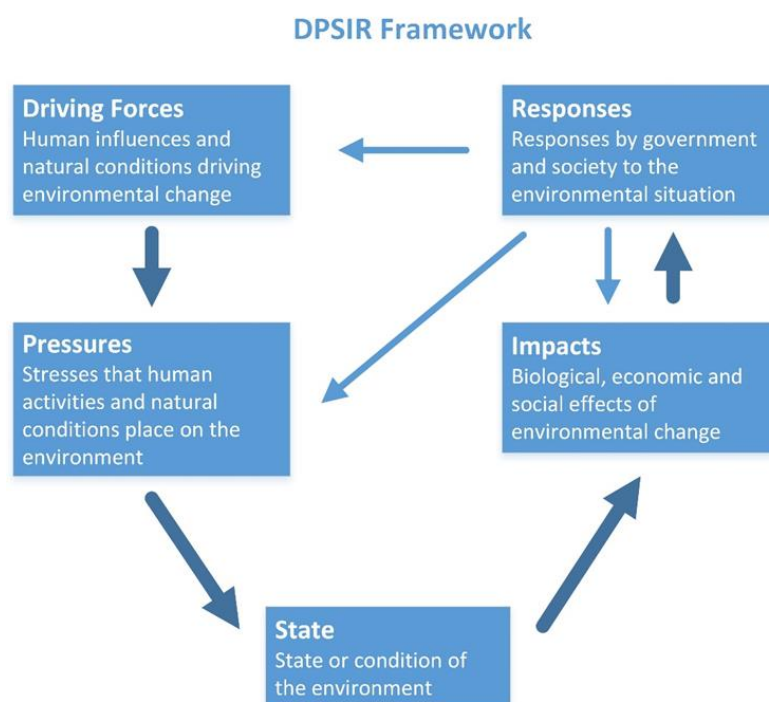 DPSIR Framework
Driving Forces
Human influences and
natural conditions driving
environmental change
Responses
Responses by government
and society to the
environmental situation
Pressures
Stresses that human
activities and natural
conditions place on the
environment
Impacts
Biological, economic and
social effects of
environmental change
State
State or condition of
the environment